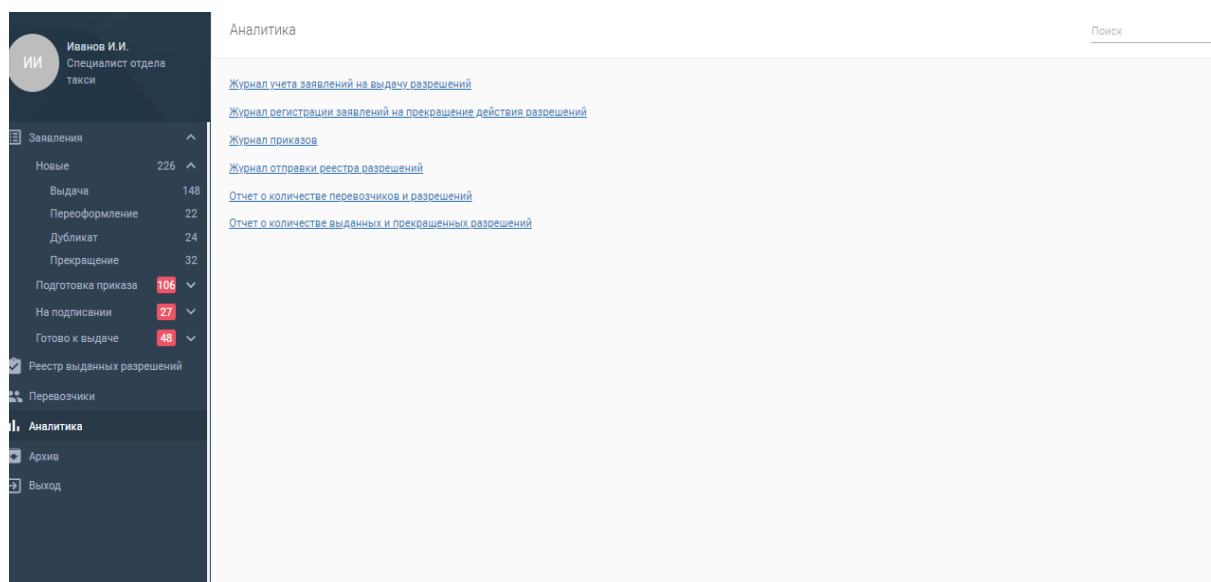 ИИ
Иванов И.И.
Специалист отдела
такси
Заявления
Новые 226
Выдача 148
Переоформление 22
Дубликат 24
Прекращение 32
Подготовка приказа 106
На подписании 27
Готово к выдаче 48
Реестр выданных разрешений
Перевозчики
Аналитика
Архив
Выход
Аналитика
Поиск
Журнал учета заявлений на выдачу разрешений
Журнал регистрации заявлений на прекращение действия разрешений
Журнал приказов
Журнал отправки реестра разрешений
Отчет о количестве перевозчиков и разрешений
Отчет о количестве выданных и прекращенных разрешений